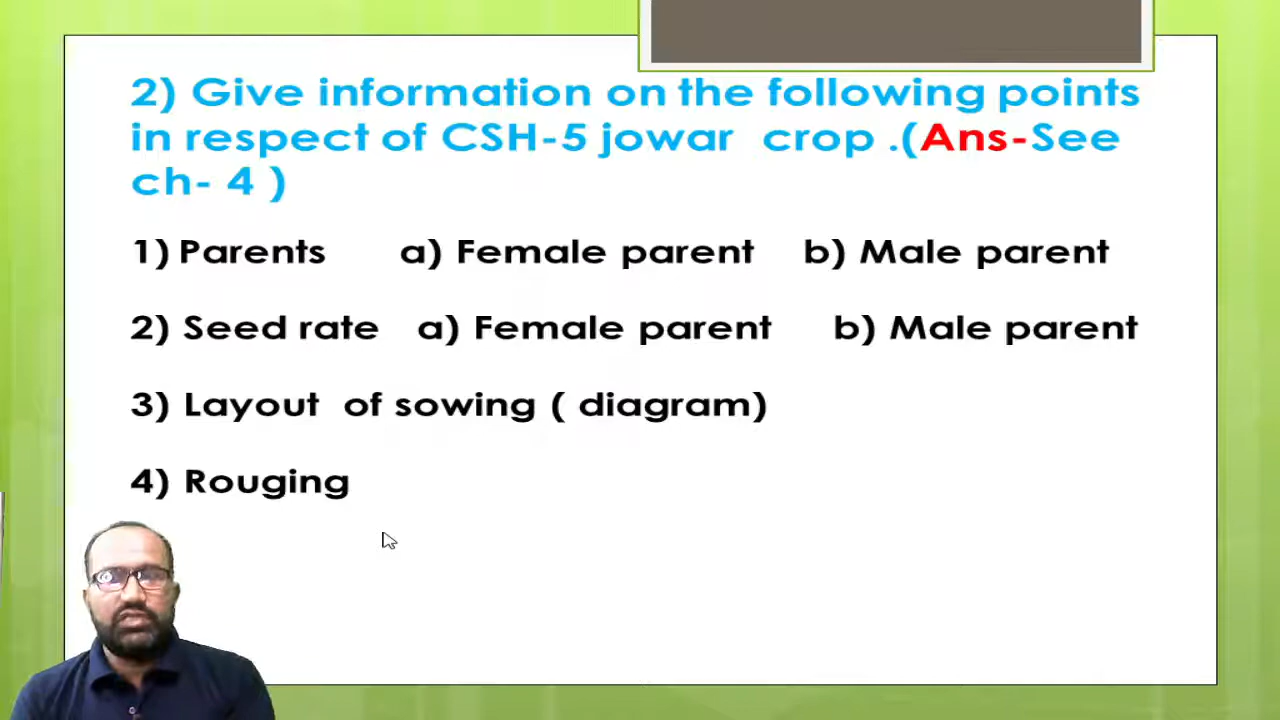 2) Give information on the following points
in respect of CSH-5 jowar crop .(Ans-See
ch- 4 )
1) Parents a) Female parent b) Male parent
2) Seed rate a) Female parent b) Male parent
3) Layout of sowing ( diagram)
4) Rouging